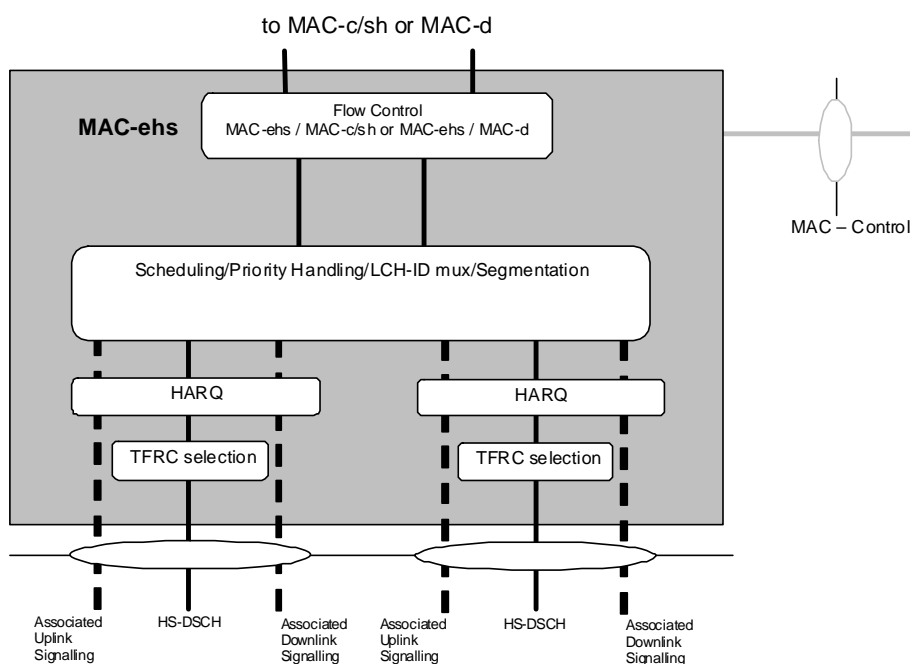 to MAC-c/sh or MAC-d
MAC-ehs
Flow Control
MAC-ehs / MAC-c/sh or MAC-ehs / MAC-d
MAC – Control
Scheduling/Priority Handling/LCH-ID mux/Segmentation
HARQ
HARQ
TFRC selection
TFRC selection
Associated
Uplink
Signalling
HS-DSCH
Associated
Downlink
Signalling
Associated
Uplink
Signalling
HS-DSCH
Associated
Downlink
Signalling